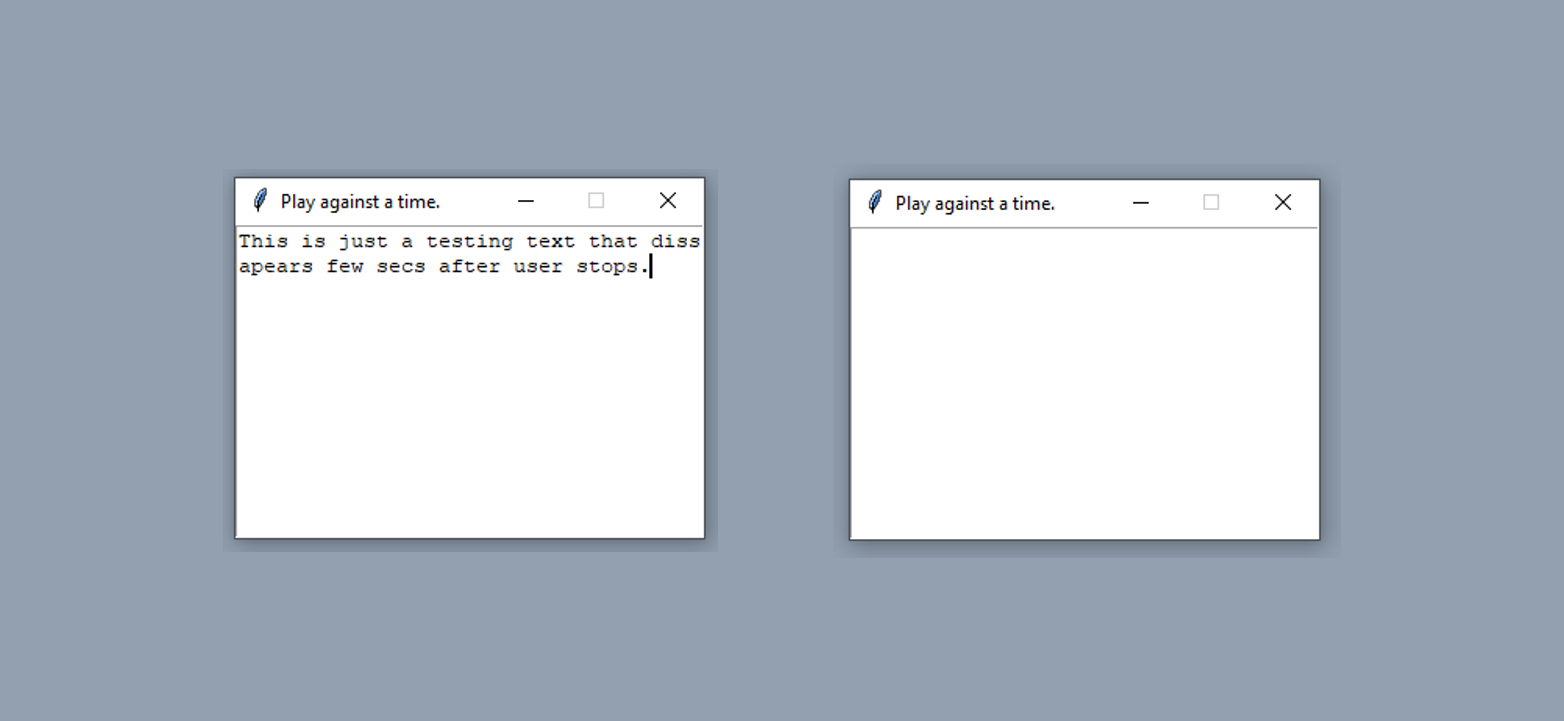 Play against a time.
This is just a testing text that diss
apears few secs after user stops.
Play against a time.